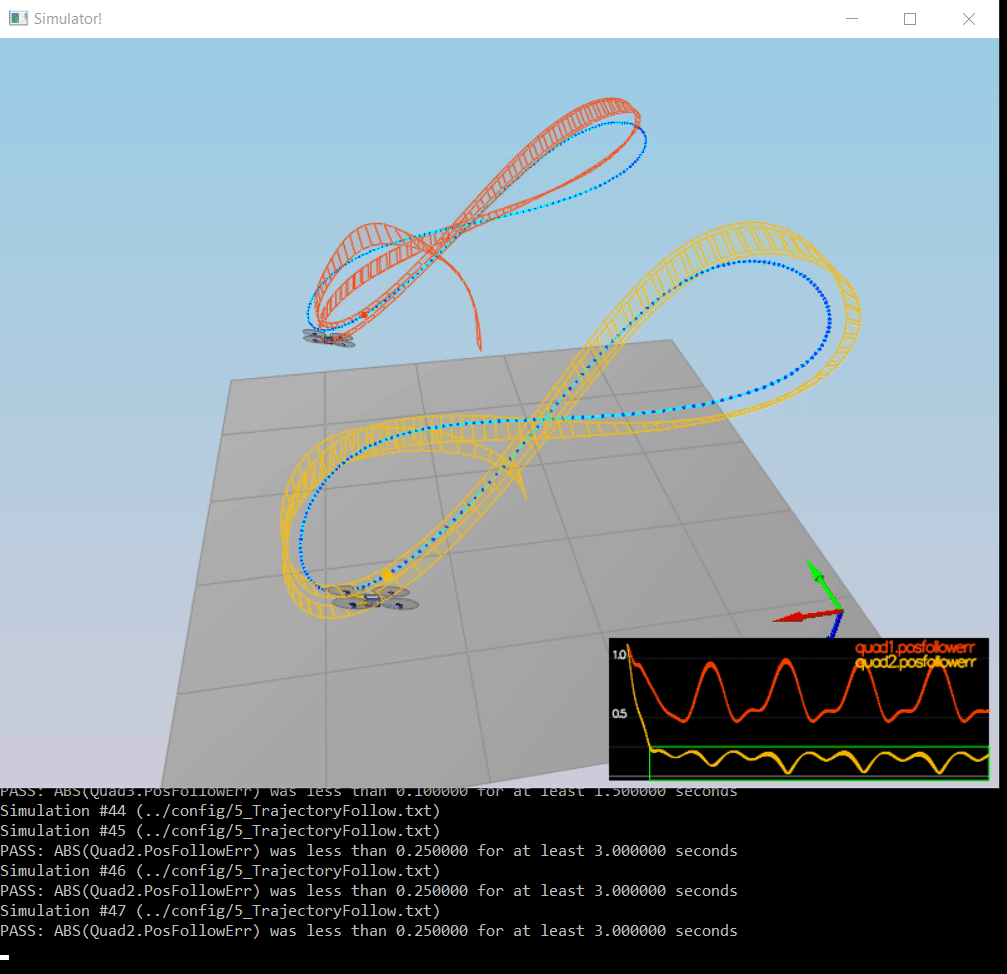 Simulator!
quad1.posfollowerr
1.0
quad2.posfollowerr
0.5
PASS: ABS(Quad3.PosFollowErr) was less than 0.100000 for at least 1.500000 seconds
Simulation #44 (../config/5_TrajectoryFollow.txt)
Simulation #45 (../config/5_TrajectoryFollow.txt)
PASS: ABS(Quad2.PosFollowErr) was less than 0.250000 for at least 3.000000 seconds
Simulation #46 (../config/5_TrajectoryFollow.txt)
PASS: ABS(Quad2.PosFollowErr) was less than 0.250000 for at least 3.000000 seconds
Simulation #47 (../config/5_TrajectoryFollow.txt)
PASS: ABS(Quad2.PosFollowErr) was less than 0.250000 for at least 3.000000 seconds